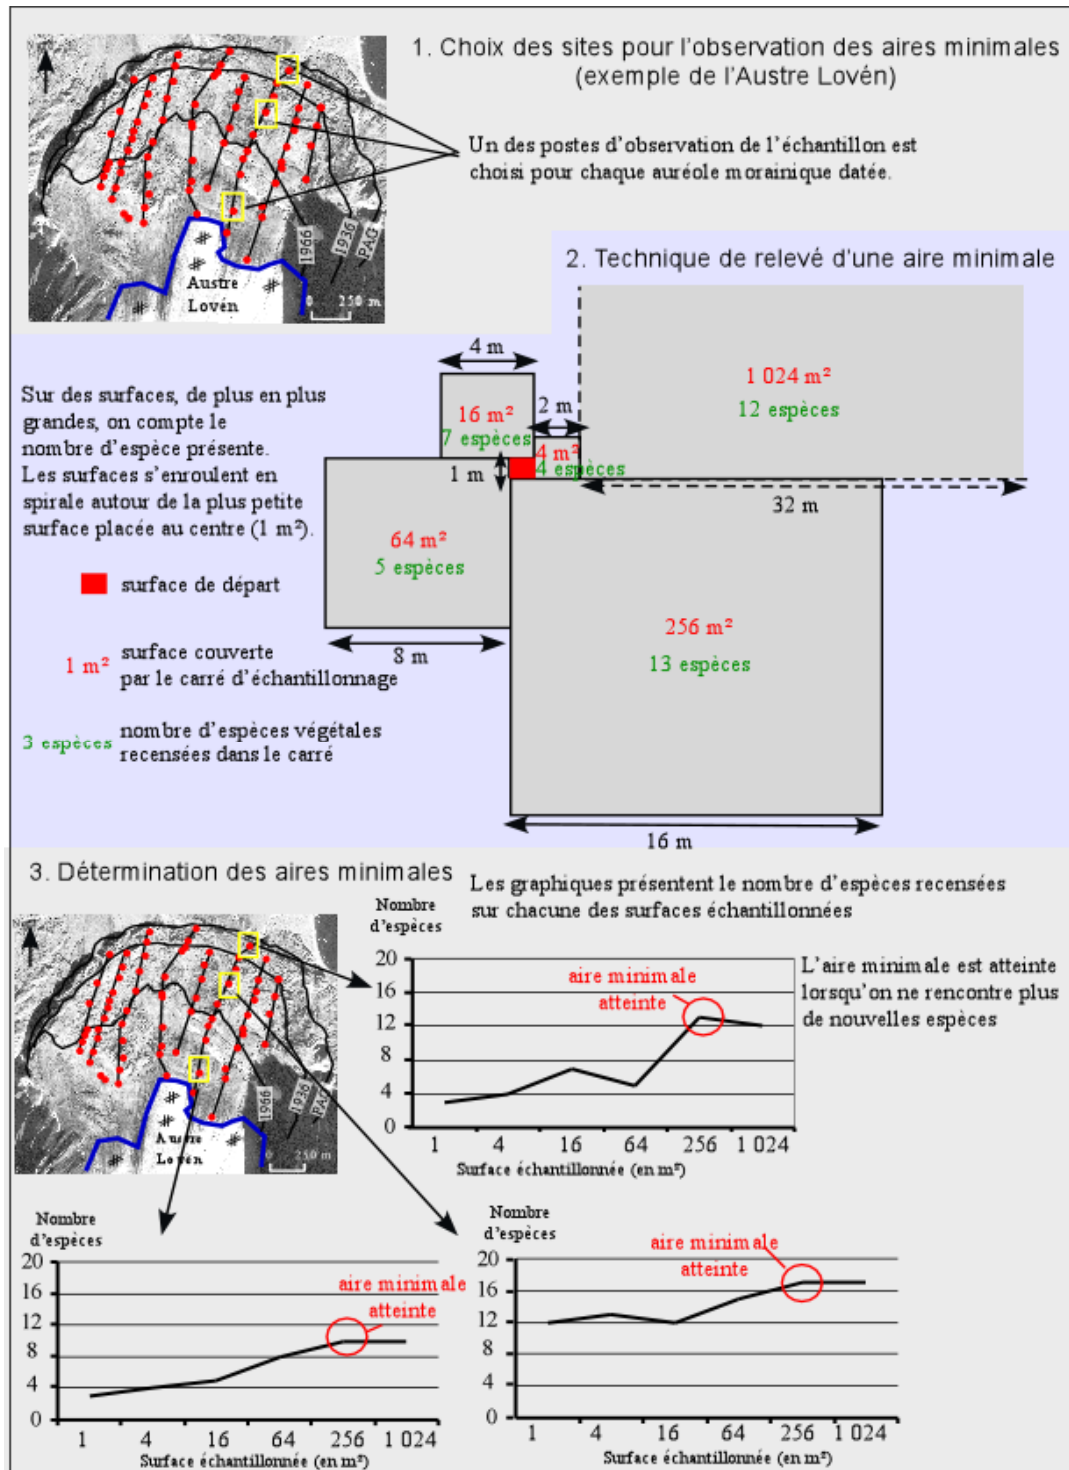 1. Choix des sites pour l'observation des aires minimales
(exemple de l'Austre Lovén)
Un des postes d'observation de l'échantillon est
choisi pour chaque auréole morainique datée.
1966
1936
PAG
Austre
Lovén
0 250 m
2. Technique de relevé d'une aire minimale
Sur des surfaces, de plus en plus
grandes, on compte le
nombre d'espèce présente.
Les surfaces s'enroulent en
spirale autour de la plus petite
surface placée au centre (1 m²).
surface de départ
1 m²
surface couverte
par le carré d'échantillonnage
3 espèces
nombre d'espèces végétales
recensées dans le carré
4 m
16 m²
7 espèces
2 m
4 m²
4 espèces
1 m
1 024 m²
12 espèces
32 m
64 m²
5 espèces
8 m
256 m²
13 espèces
16 m
3. Détermination des aires minimales
Les graphiques présentent le nombre d'espèces recensées
sur chacune des surfaces échantillonnées
1966
1936
PAG
Austre
Lovén
0 250 m
Nombre
d'espèces
20
16
12
8
4
0
aire minimale
atteinte
1 4 16 64 256 1 024
Surface échantillonnée (en m²)
L'aire minimale est atteinte
lorsqu'on ne rencontre plus
de nouvelles espèces
Nombre
d'espèces
20
16
12
8
4
0
aire minimale
atteinte
1 4 16 64 256 1 024
Surface échantillonnée (en m²)
Nombre
d'espèces
20
16
12
8
4
0
aire minimale
atteinte
1 4 16 64 256 1 024
Surface échantillonnée (en m²)